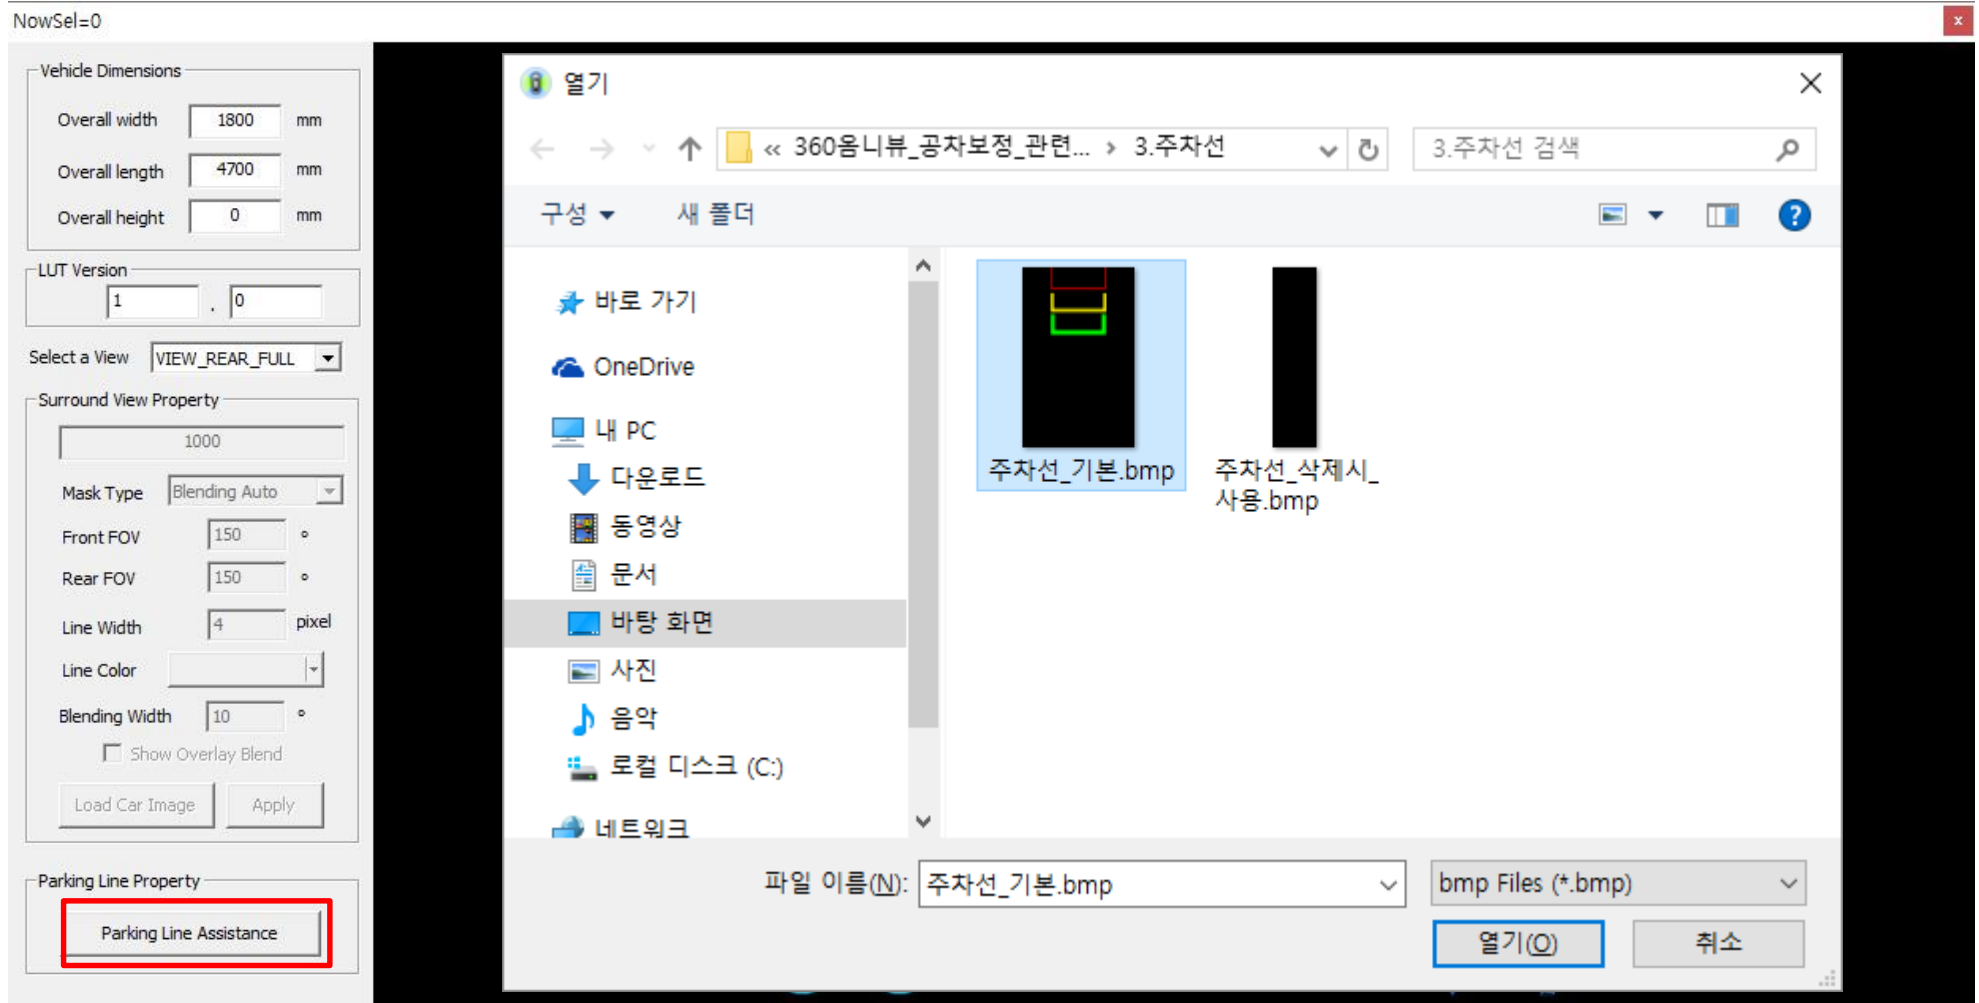 NowSel=0
x
Vehicle Dimensions
Overall width 1800 mm
Overall length 4700 mm
Overall height 0 mm
LUT Version
1 . 0
Select a View VIEW_REAR_FULL
Surround View Property
1000
Mask Type Blending Auto
Front FOV 150 °
Rear FOV 150 °
Line Width 4 pixel
Line Color
Blending Width 10 °
Show Overlay Blend
Load Car Image Apply
Parking Line Property
Parking Line Assistance
열기
« 360옴니뷰_공차보정_관련... › 3.주차선
3.주차선 검색
구성 새 폴더
?
바로 가기
OneDrive
내 PC
다운로드
동영상
문서
바탕 화면
사진
음악
로컬 디스크 (C:)
네트워크
주차선_기본.bmp
주차선_삭제시_
사용.bmp
파일 이름(N): 주차선_기본.bmp
bmp Files (*.bmp)
열기(O) 취소